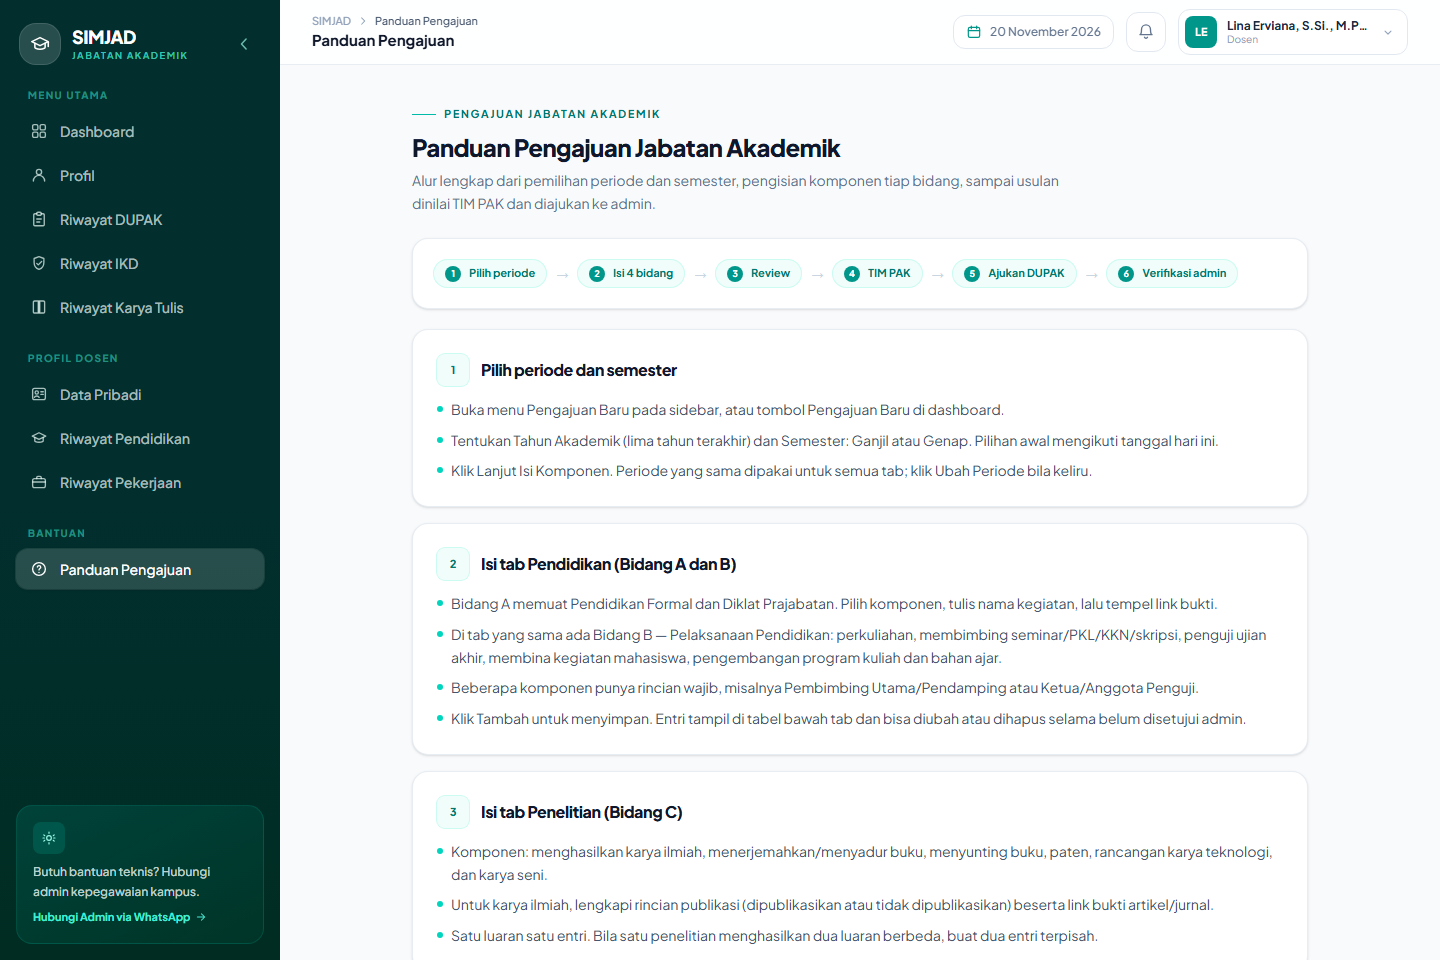 SIMJAD
JABATAN AKADEMIK
MENU UTAMA
Dashboard
Profil
Riwayat DUPAK
Riwayat IKD
Riwayat Karya Tulis
PROFIL DOSEN
Data Pribadi
Riwayat Pendidikan
Riwayat Pekerjaan
BANTUAN
Panduan Pengajuan
Butuh bantuan teknis? Hubungi
admin kepegawaian kampus.
Hubungi Admin via WhatsApp →
SIMJAD > Panduan Pengajuan
Panduan Pengajuan
20 November 2026
LE
Lina Erviana, S.Si., M.P...
Dosen
PENGAJUAN JABATAN AKADEMIK
Panduan Pengajuan Jabatan Akademik
Alur lengkap dari pemilihan periode dan semester, pengisian komponen tiap bidang, sampai usulan
dinilai TIM PAK dan diajukan ke admin.
1 Pilih periode → 2 Isi 4 bidang → 3 Review → 4 TIM PAK → 5 Ajukan DUPAK → 6 Verifikasi admin
1 Pilih periode dan semester
Buka menu Pengajuan Baru pada sidebar, atau tombol Pengajuan Baru di dashboard.
Tentukan Tahun Akademik (lima tahun terakhir) dan Semester: Ganjil atau Genap. Pilihan awal mengikuti tanggal hari ini.
Klik Lanjut Isi Komponen. Periode yang sama dipakai untuk semua tab; klik Ubah Periode bila keliru.
2 Isi tab Pendidikan (Bidang A dan B)
Bidang A memuat Pendidikan Formal dan Diklat Prajabatan. Pilih komponen, tulis nama kegiatan, lalu tempel link bukti.
Di tab yang sama ada Bidang B — Pelaksanaan Pendidikan: perkuliahan, membimbing seminar/PKL/KKN/skripsi, penguji ujian
akhir, membina kegiatan mahasiswa, pengembangan program kuliah dan bahan ajar.
Beberapa komponen punya rincian wajib, misalnya Pembimbing Utama/Pendamping atau Ketua/Anggota Penguji.
Klik Tambah untuk menyimpan. Entri tampil di tabel bawah tab dan bisa diubah atau dihapus selama belum disetujui admin.
3 Isi tab Penelitian (Bidang C)
Komponen: menghasilkan karya ilmiah, menerjemahkan/menyadur buku, menyunting buku, paten, rancangan karya teknologi,
dan karya seni.
Untuk karya ilmiah, lengkapi rincian publikasi (dipublikasikan atau tidak dipublikasikan) beserta link bukti artikel/jurnal.
Satu luaran satu entri. Bila satu penelitian menghasilkan dua luaran berbeda, buat dua entri terpisah.